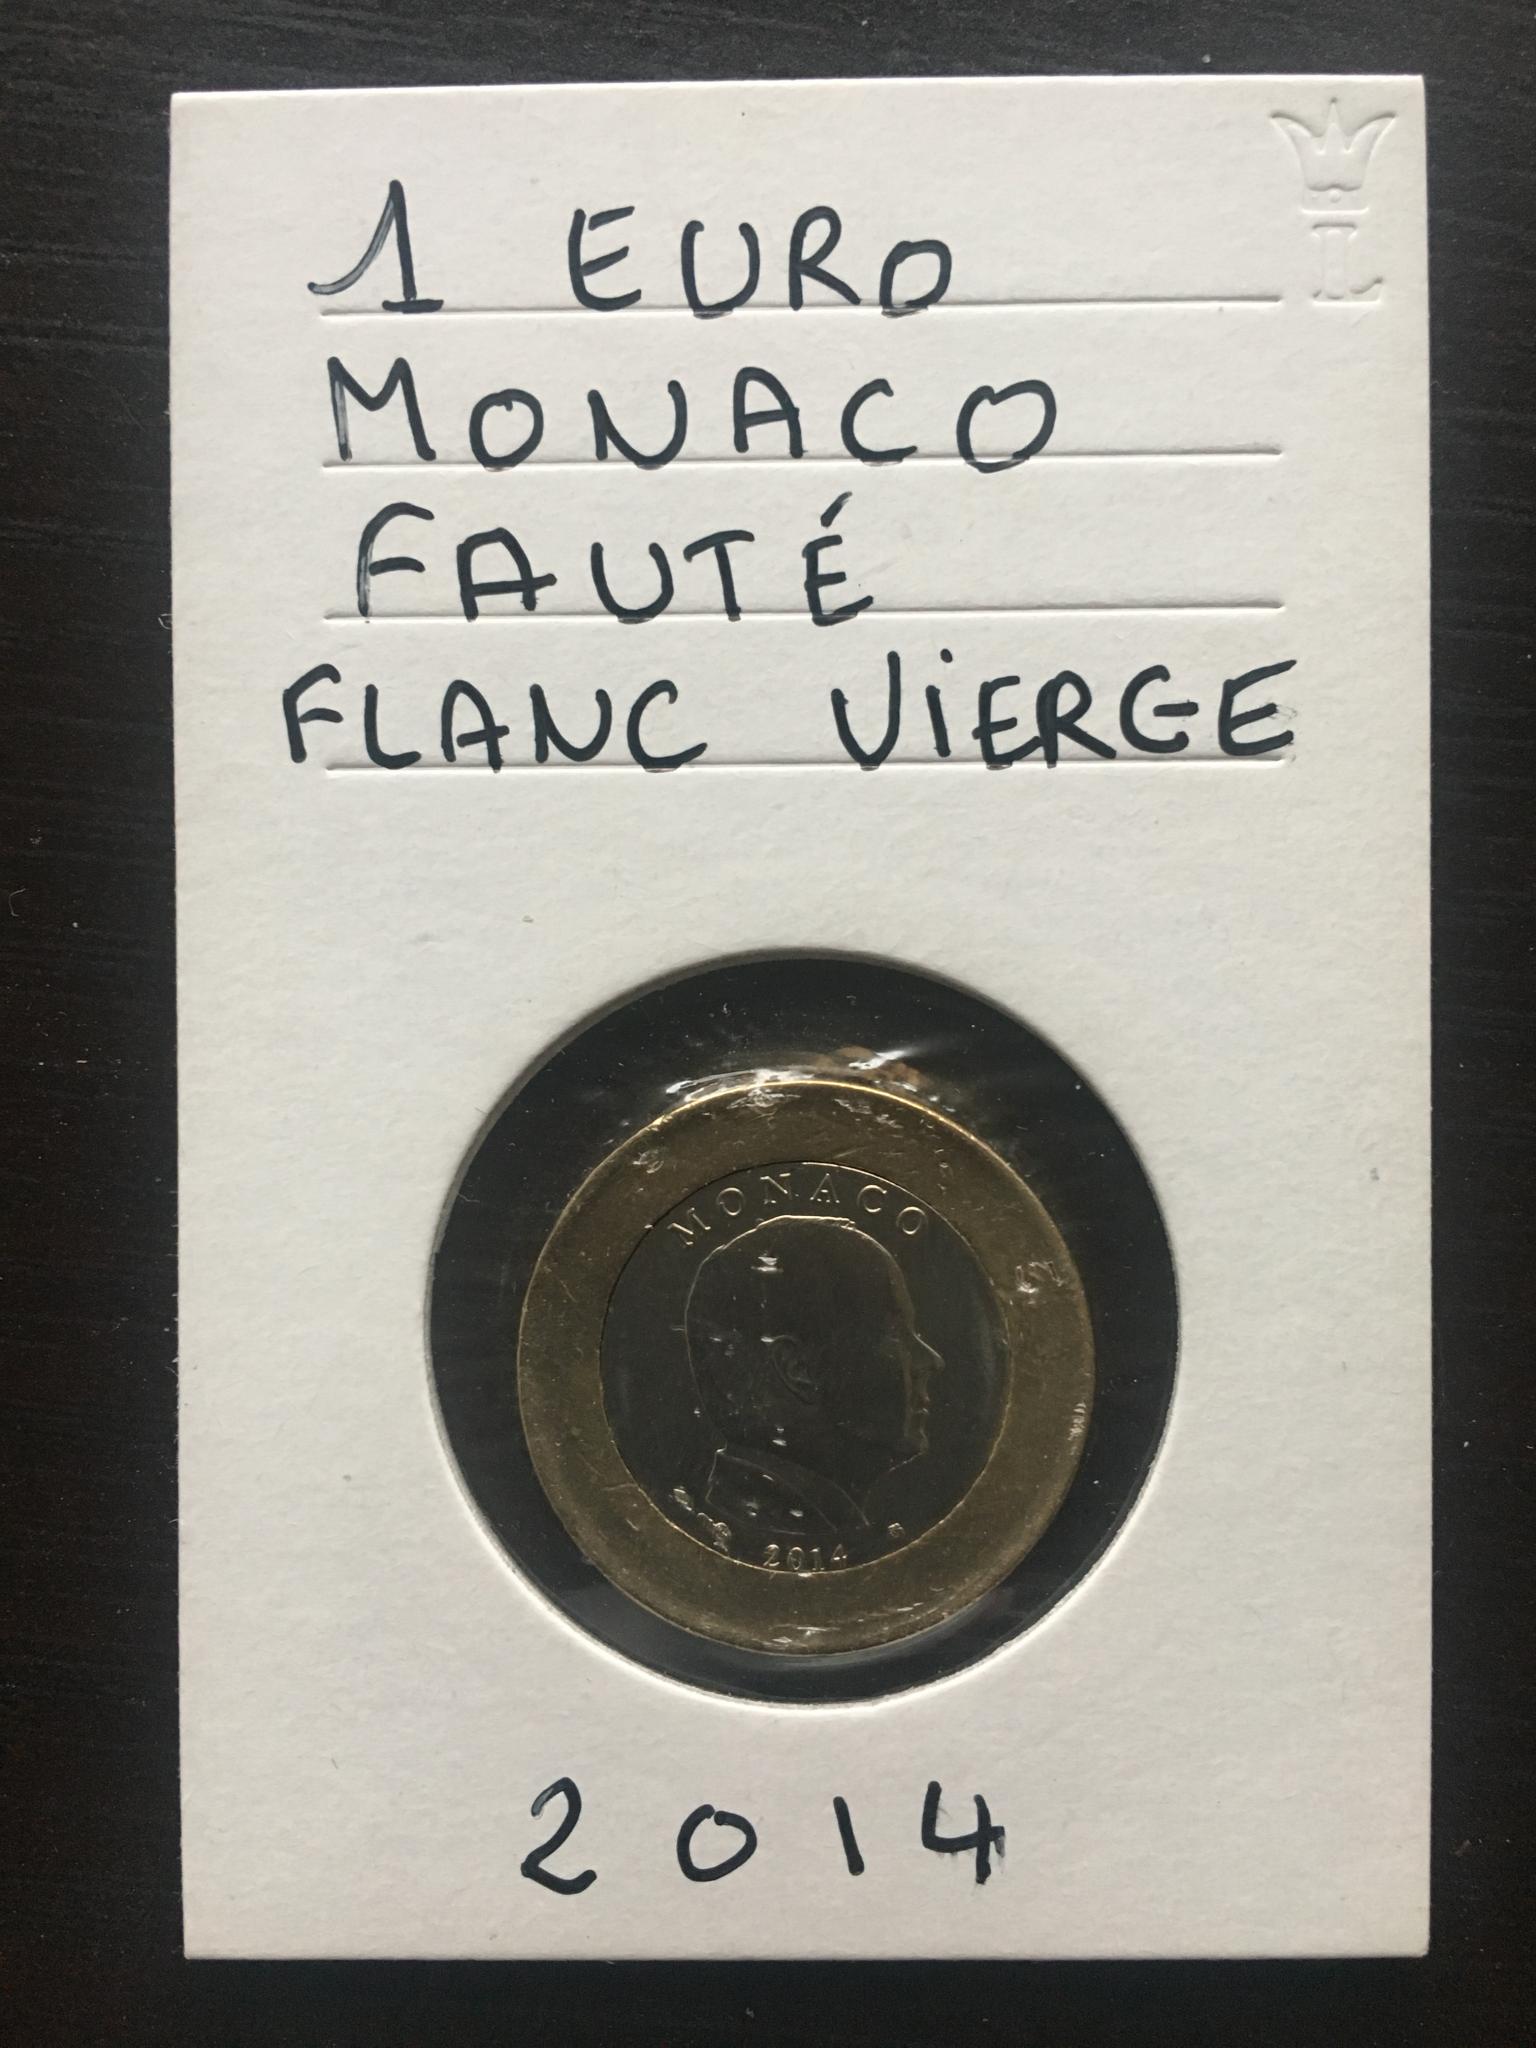 1 EURO
MONACO
FAUTÉ
FLANC VIERGE
L
MONACO
2014
2014